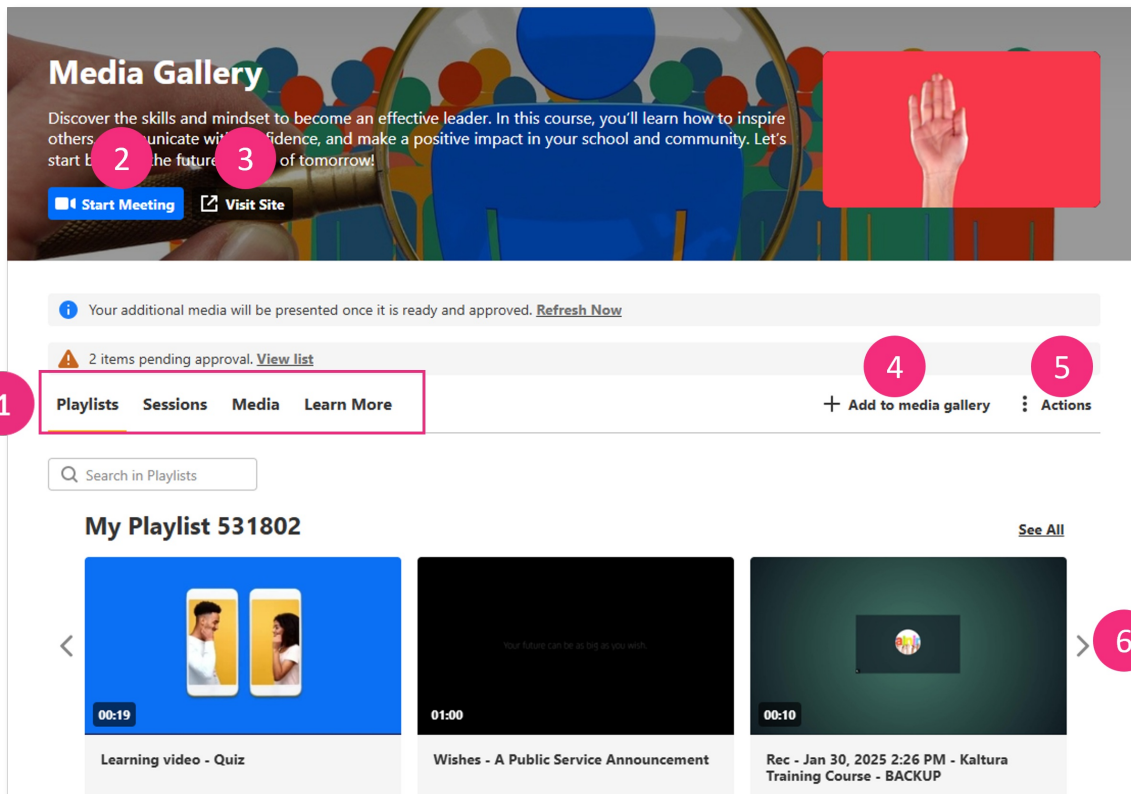 Media Gallery
Discover the skills and mindset to become an effective leader. In this course, you'll learn how to inspire
others unicate wit fidence, and make a positive impact in your school and community. Let's
start b the future of tomorrow!
2
3
Start Meeting
Visit Site
Your additional media will be presented once it is ready and approved. Refresh Now
2 items pending approval. View list
4
5
1
Playlists Sessions Media Learn More
Add to media gallery
Actions
Search in Playlists
My Playlist 531802
See All
Your future can be as big as you wish.
6
00:19
01:00
00:10
Learning video - Quiz
Wishes - A Public Service Announcement
Rec - Jan 30, 2025 2:26 PM - Kaltura
Training Course - BACKUP